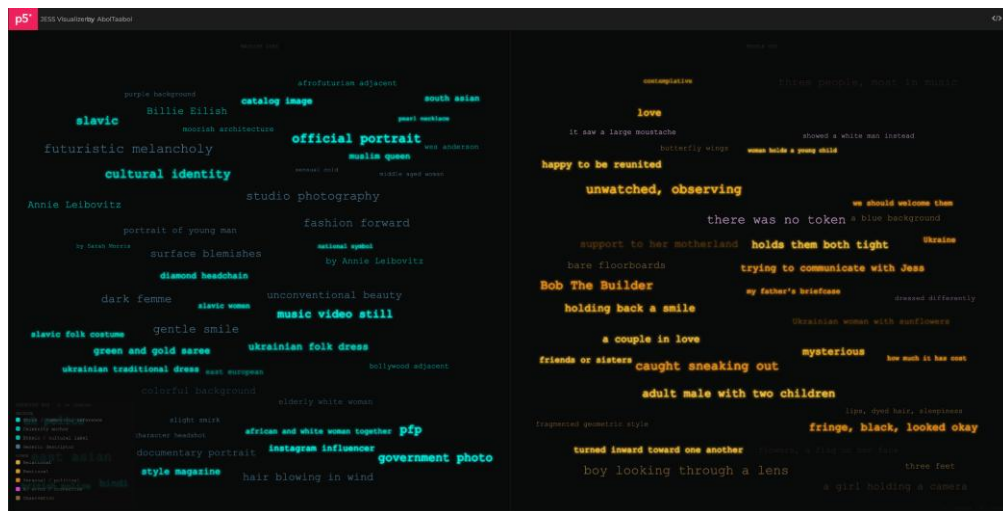 p5*
JESS Visualizer by AbolTaabol
</>
afrofuturism adjacent
purple background
catalog image
south asian
Billie Eilish
pearl necklace
slavic
moorish architecture
official portrait
wes anderson
futuristic melancholy
muslim queen
sensual cold
middle aged woman
cultural identity
studio photography
Annie Leibovitz
fashion forward
portrait of young man
by Sarah Morris
national symbol
surface blemishes
by Annie Leibovitz
diamond headchain
dark femme
unconventional beauty
slavic woman
music video still
gentle smile
slavic folk costume
green and gold saree
ukrainian folk dress
ukrainian traditional dress
east european
bollywood adjacent
colorful background
elderly white woman
slight smirk
character headshot
african and white woman together
pfp
documentary portrait
instagram influencer
government photo
style magazine
hair blowing in wind
contemplative
three people, most in music
love
it saw a large moustache
showed a white man instead
butterfly wings
woman holds a young child
happy to be reunited
unwatched, observing
we should welcome them
there was no token
a blue background
support to her motherland
holds them both tight
Ukraine
bare floorboards
trying to communicate with Jess
Bob The Builder
my father's briefcase
dressed differently
holding back a smile
Ukrainian woman with sunflowers
a couple in love
mysterious
friends or sisters
caught sneaking out
how much it has cost
adult male with two children
lips, dyed hair, sleepiness
fragmented geometric style
fringe, black, looked okay
turned inward toward one another
boy looking through a lens
three feet
a girl holding a camera